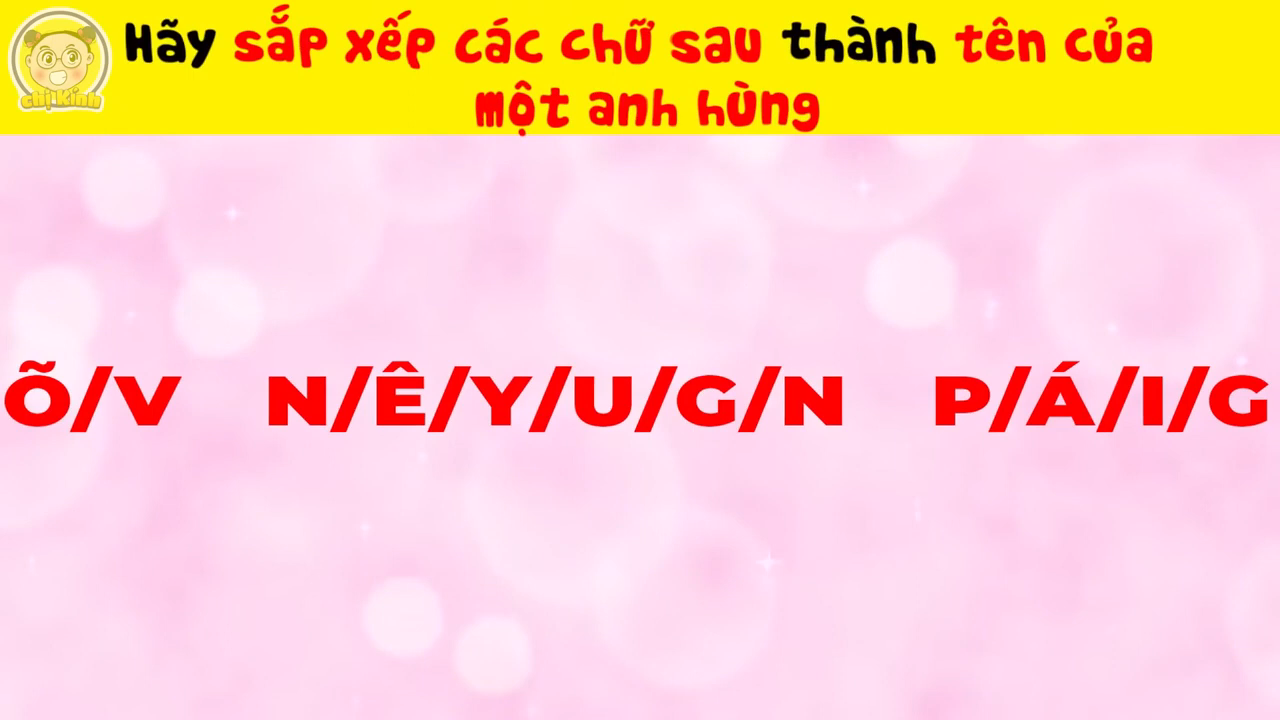 Hãy sắp xếp các chữ sau thành tên của
một anh hùng
chị Kính
Õ/V N/Ê/Y/U/G/N P/Á/I/G